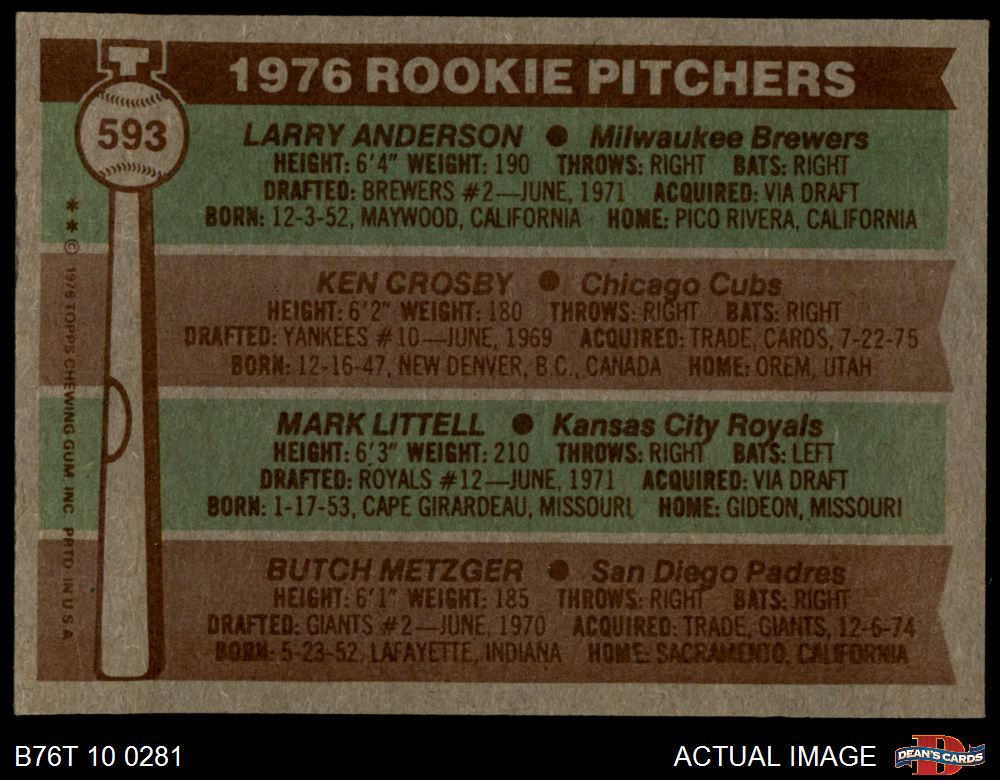 T
1976 ROOKIE PITCHERS
593
LARRY ANDERSON ● Milwaukee Brewers
HEIGHT: 6'4" WEIGHT: 190 THROWS: RIGHT BATS: RIGHT
DRAFTED: BREWERS #2—JUNE, 1971 ACQUIRED: VIA DRAFT
BORN: 12-3-52, MAYWOOD, CALIFORNIA HOME: PICO RIVERA, CALIFORNIA
KEN CROSBY ● Chicago Cubs
HEIGHT: 6'2" WEIGHT: 180 THROWS: RIGHT BATS: RIGHT
DRAFTED: YANKEES #10—JUNE, 1969 ACQUIRED: TRADE, CARDS, 7-22-75
BORN: 12-16-47, NEW DENVER, B.C., CANADA HOME: OREM, UTAH
MARK LITTELL ● Kansas City Royals
HEIGHT: 6'3" WEIGHT: 210 THROWS: RIGHT BATS: LEFT
DRAFTED: ROYALS #12—JUNE, 1971 ACQUIRED: VIA DRAFT
BORN: 1-17-53, CAPE GIRARDEAU, MISSOURI HOME: GIDEON, MISSOURI
BUTCH METZGER ● San Diego Padres
HEIGHT: 6'1" WEIGHT: 185 THROWS: RIGHT BATS: RIGHT
DRAFTED: GIANTS #2—JUNE, 1970 ACQUIRED: TRADE, GIANTS, 12-6-74
BORN: 5-23-52, LAFAYETTE, INDIANA HOME: SACRAMENTO, CALIFORNIA
** © 1976 TOPPS CHEWING GUM, INC. PRTD. IN U.S.A.
B76T 10 0281
ACTUAL IMAGE
D
DEAN'S CARDS